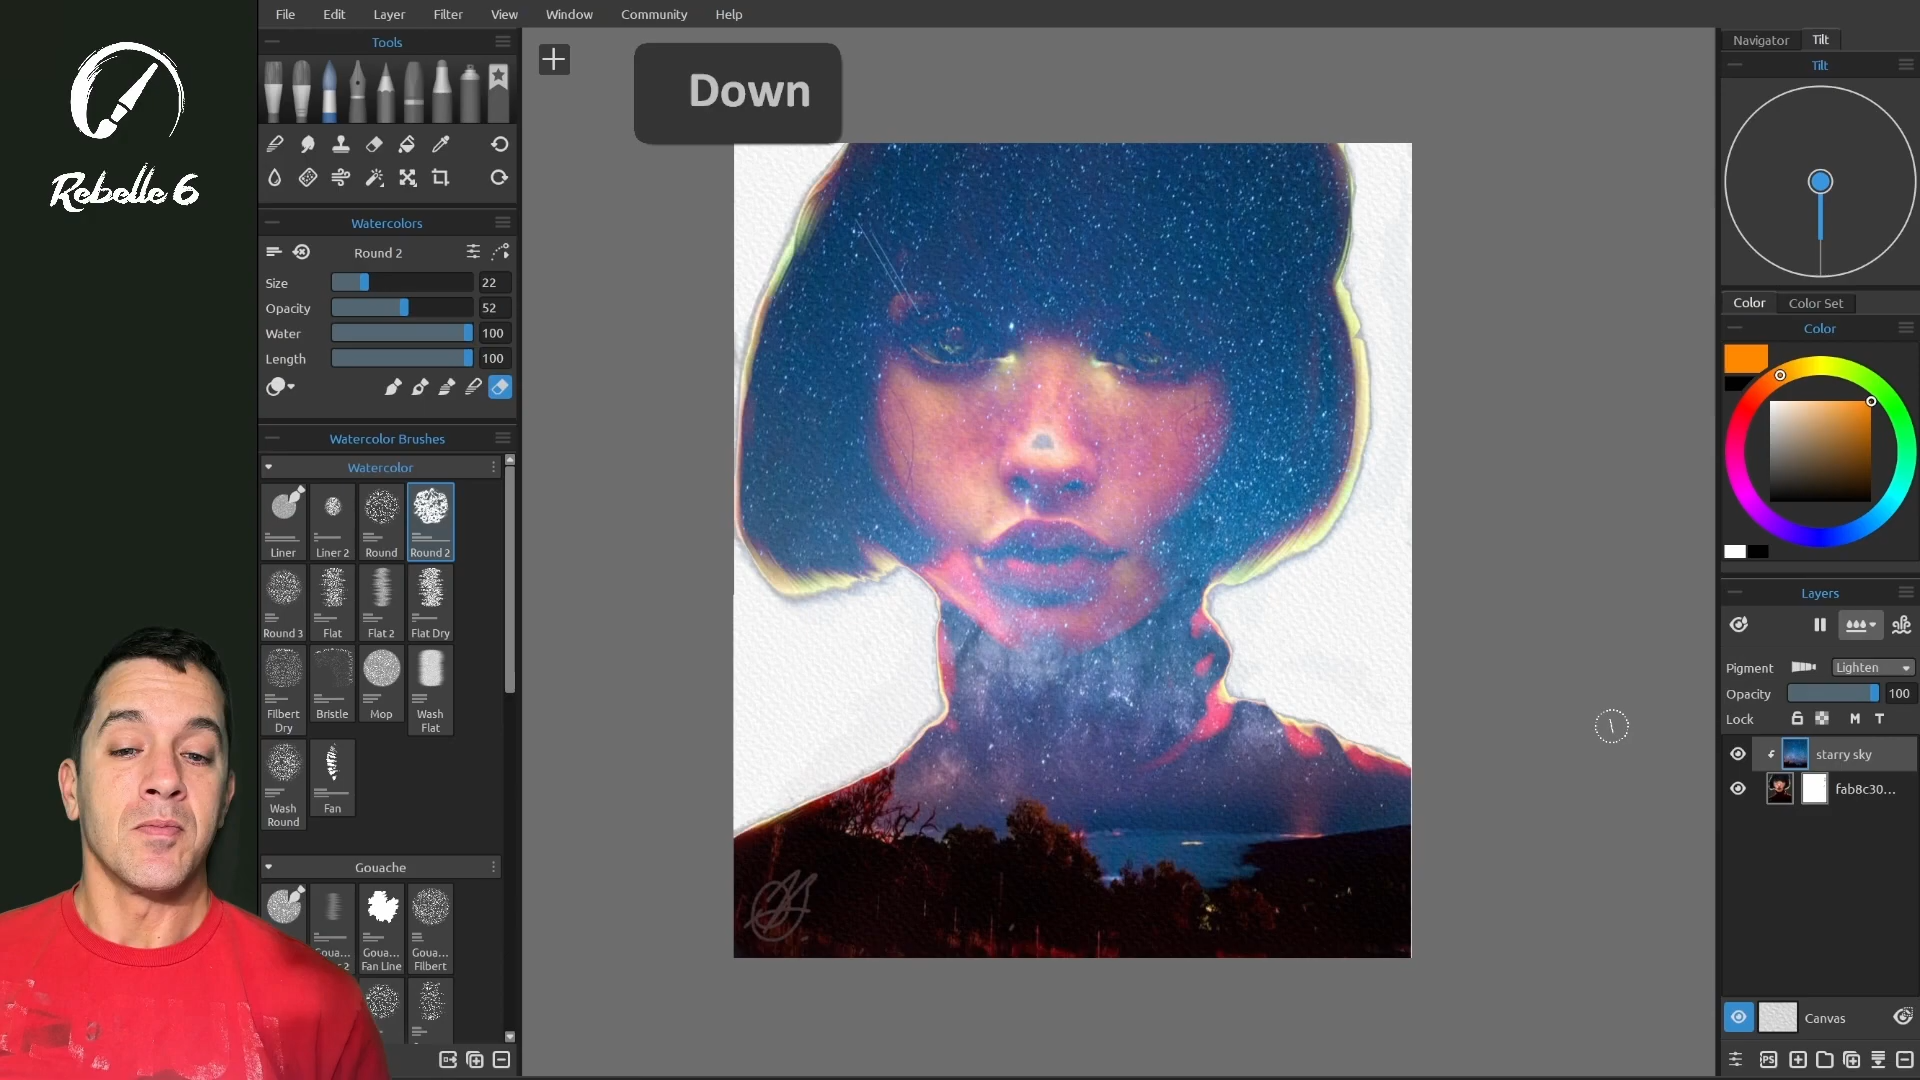 Rebelle 6
File Edit Layer Filter View Window Community Help
Tools
Watercolors
Round 2
Size 22
Opacity 52
Water 100
Length 100
Watercolor Brushes
Watercolor
Liner Liner 2 Round Round 2
Round 3 Flat Flat 2 Flat Dry
Filbert Dry Bristle Mop Wash Flat
Wash Round Fan
Gouache
Goua... Goua...
Fan Line Filbert
Down
Navigator Tilt
Tilt
Color Color Set
Color
Layers
Pigment Lighten
Opacity 100
Lock M T
starry sky
fab8c30...
Canvas
PS